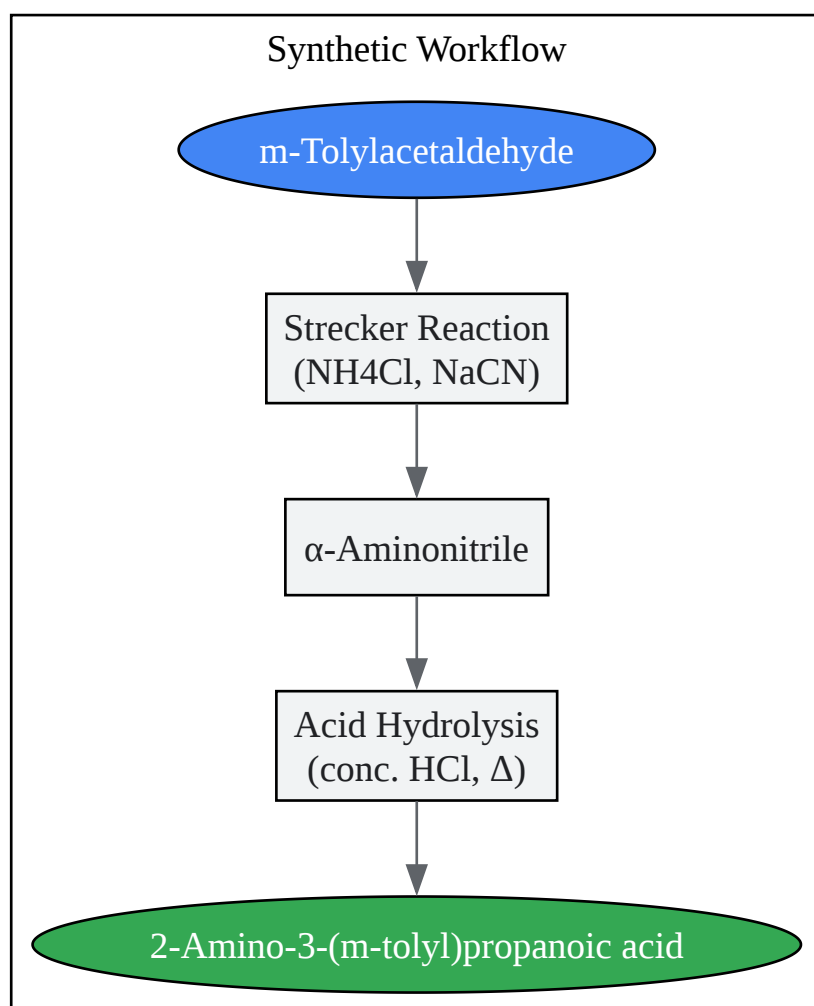 Synthetic Workflow
m-Tolylacetaldehyde
Strecker Reaction
(NH4Cl, NaCN)
α-Aminonitrile
Acid Hydrolysis
(conc. HCl, Δ)
2-Amino-3-(m-tolyl)propanoic acid